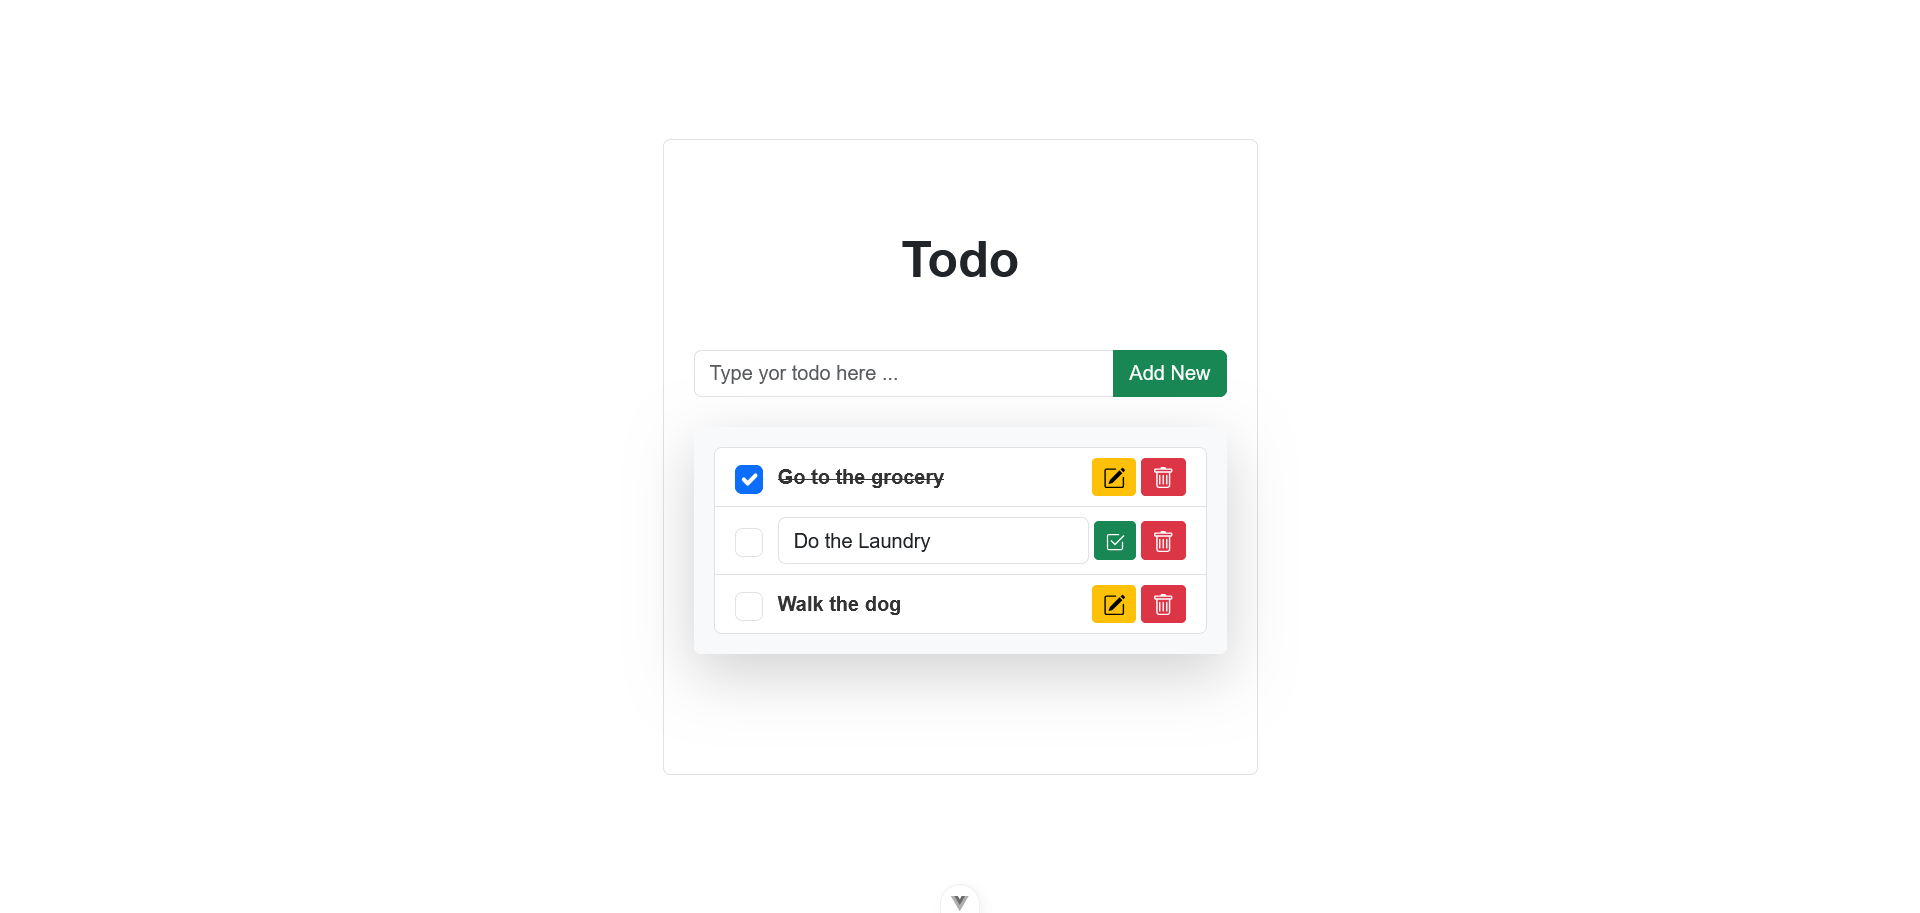 Todo
Type yor todo here ...
Add New
Go to the grocery
Do the Laundry
Walk the dog